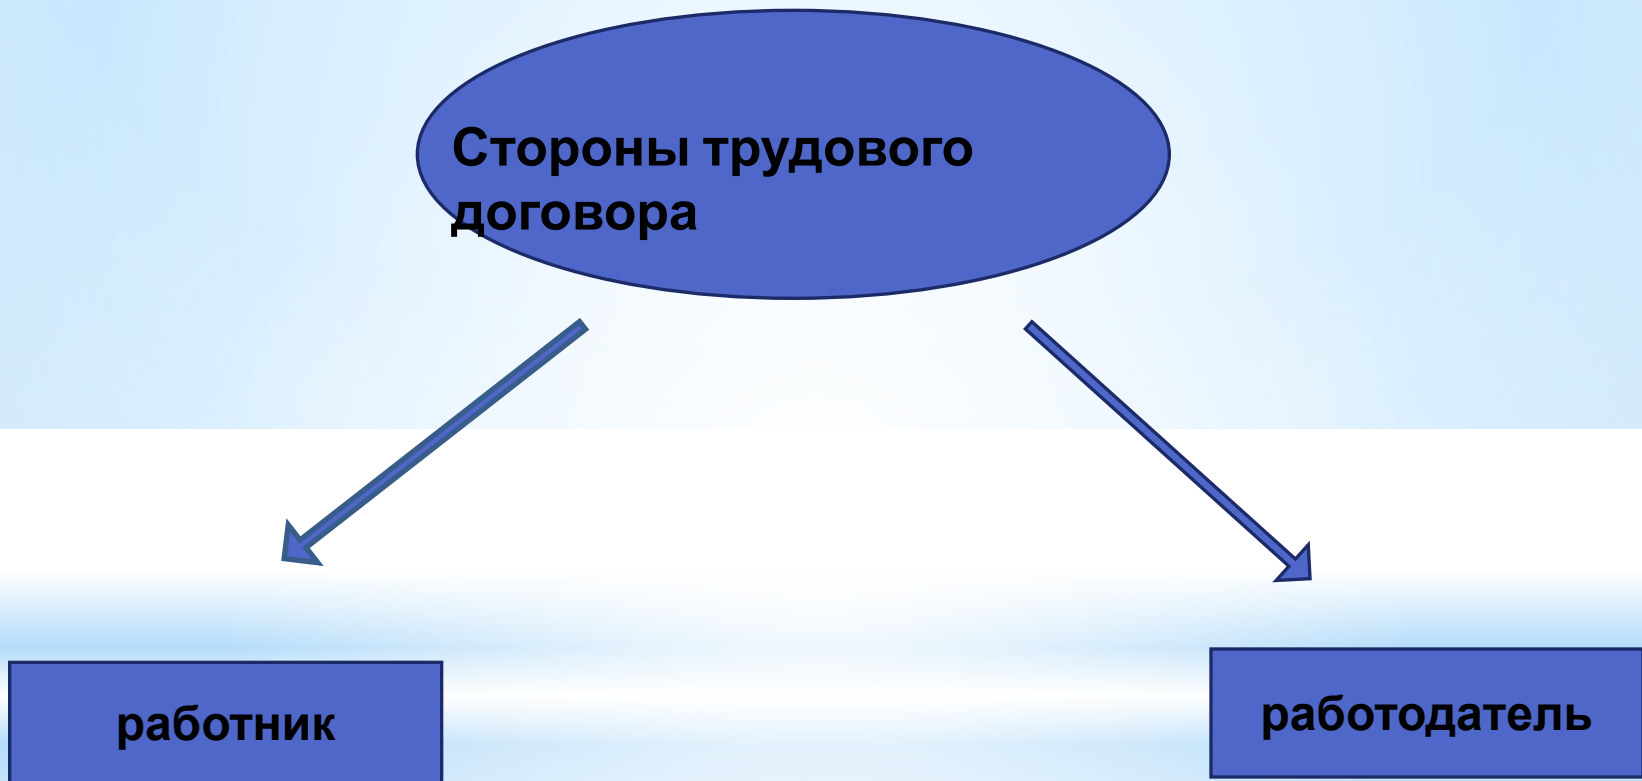 Стороны трудового
договора
работник
работодатель